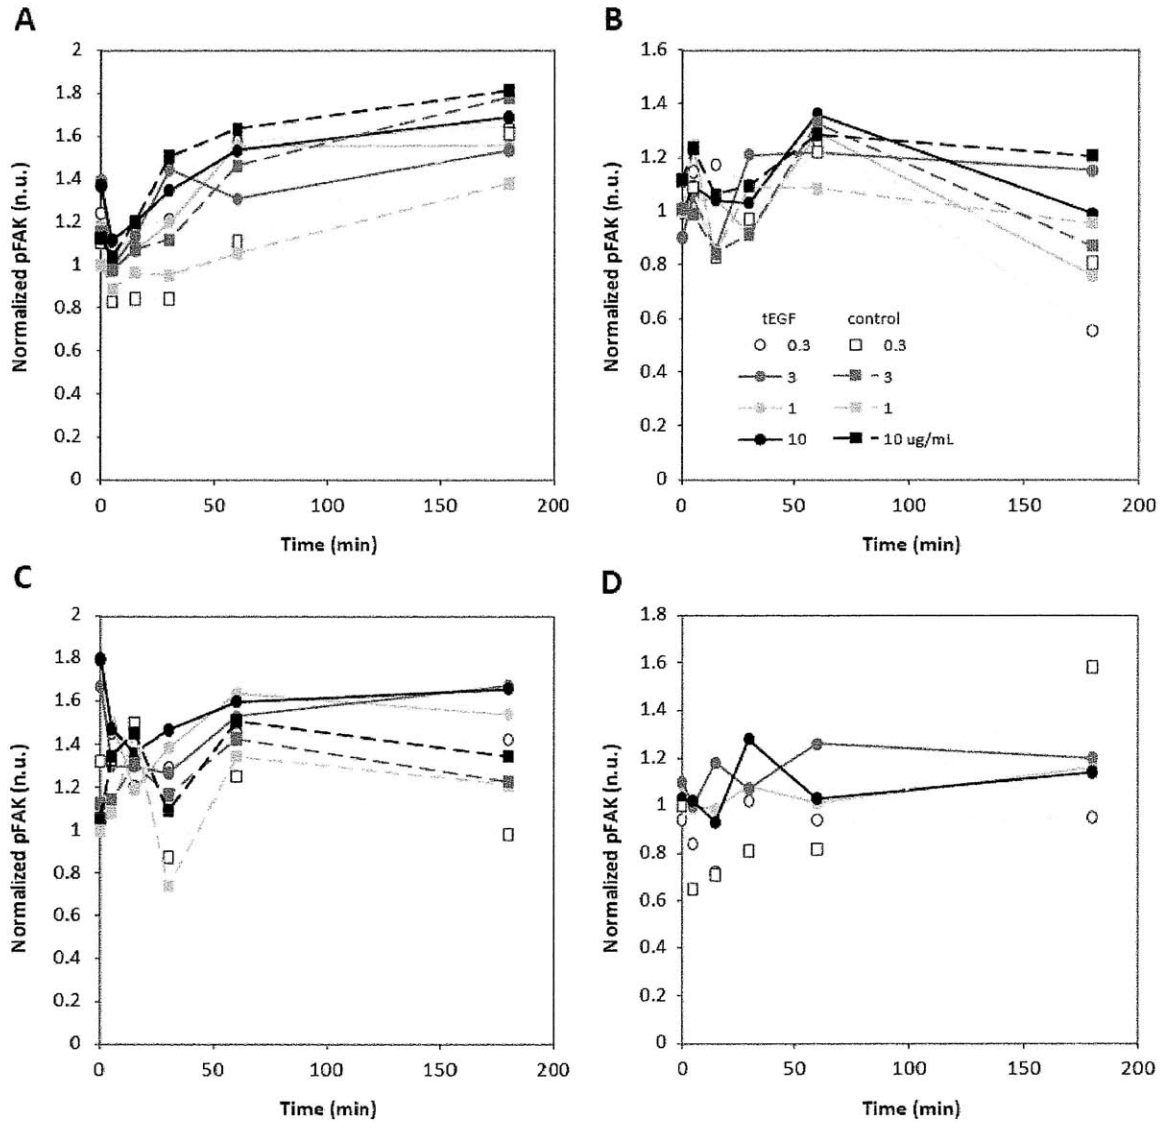 A
Normalized pFAK (n.u.)
2
1.8
1.6
1.4
1.2
1
0.8
0.6
0.4
0.2
0
0 50 100 150 200
Time (min)
B
Normalized pFAK (n.u.)
1.6
1.4
1.2
1
0.8
0.6
0.4
0.2
0
tEGF control
0.3 0.3
3 3
1 1
10 10 ug/mL
0 50 100 150 200
Time (min)
C
Normalized pFAK (n.u.)
2
1.8
1.6
1.4
1.2
1
0.8
0.6
0.4
0.2
0
0 50 100 150 200
Time (min)
D
Normalized pFAK (n.u.)
1.8
1.6
1.4
1.2
1
0.8
0.6
0.4
0.2
0
0 50 100 150 200
Time (min)